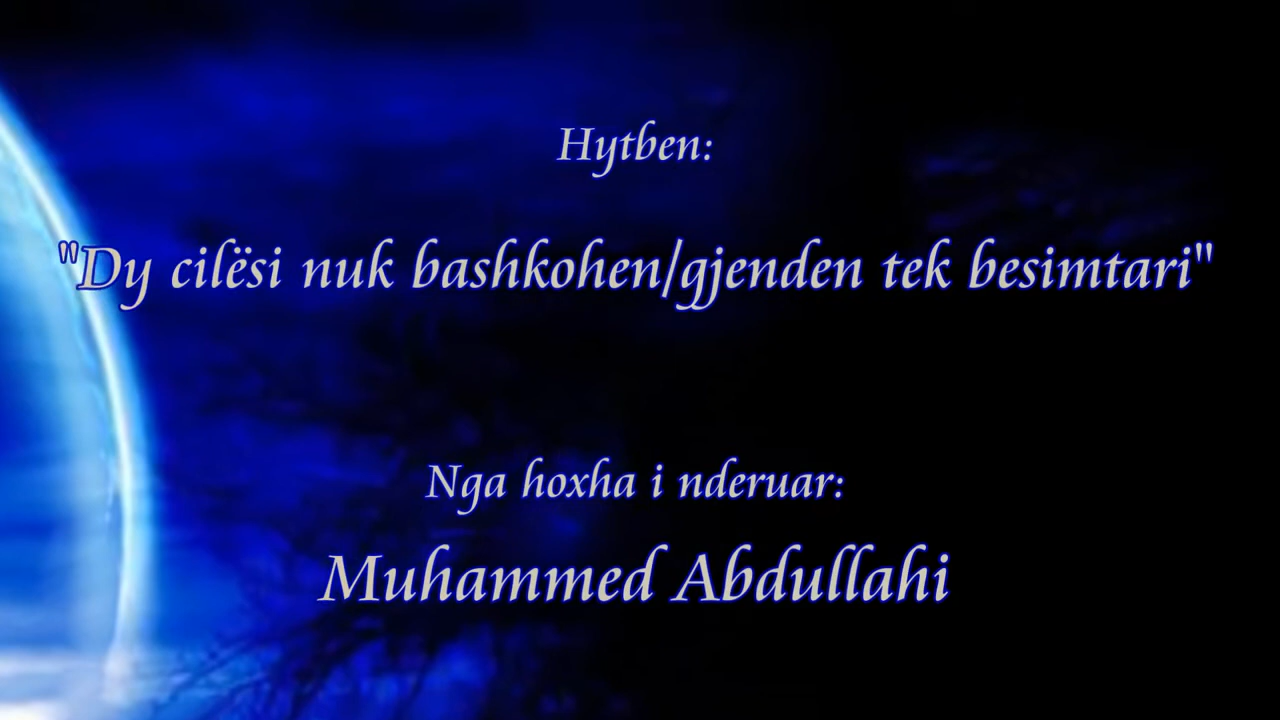 Hytben:
"Dy cilësi nuk bashkohen/gjenden tek besimtari"
Nga hoxha i nderuar:
Muhammed Abdullahi